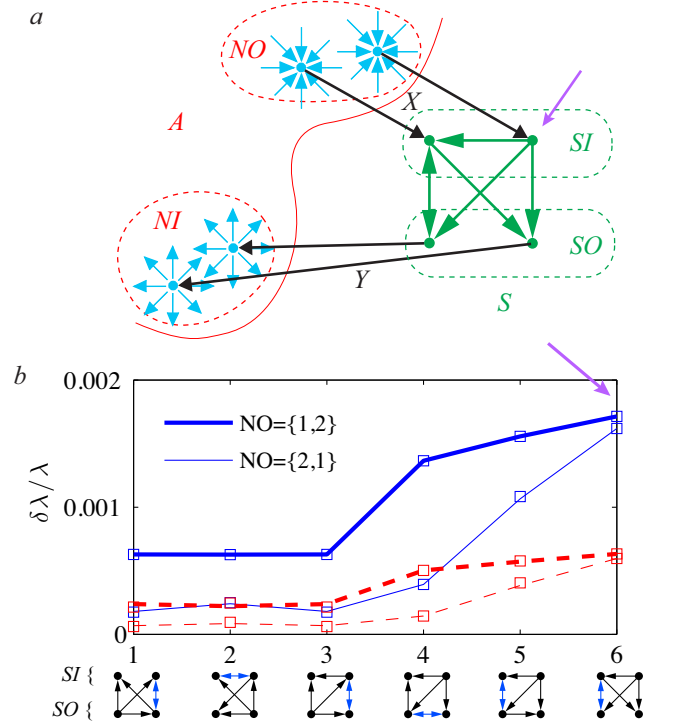 a
NO
A
X
SI
NI
SO
Y
S
b
0.002
NO={1,2}
NO={2,1}
δλ/λ
0.001
0
1 2 3 4 5 6
SI {
SO {